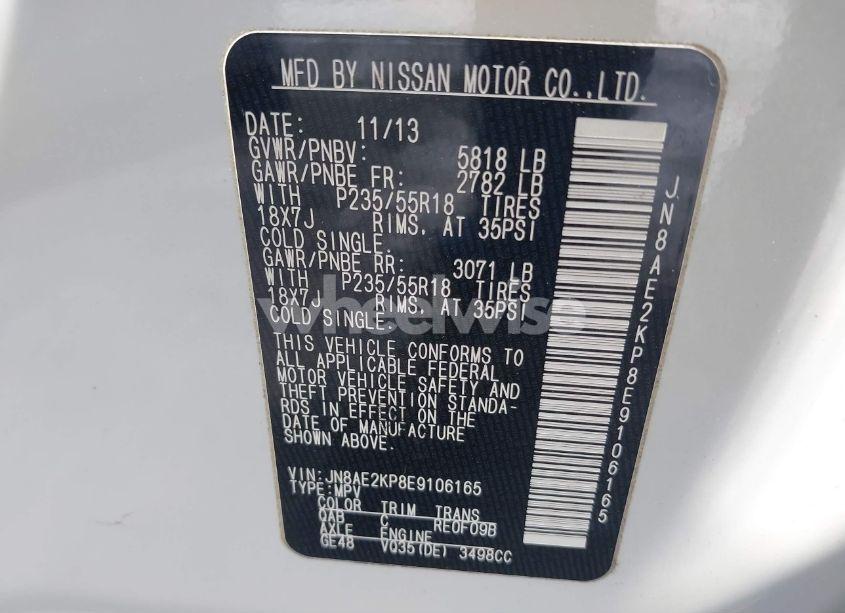 MFD BY NISSAN MOTOR CO.,LTD.
DATE: 11/13
GVWR/PNBV: 5818 LB
GAWR/PNBE FR: 2782 LB
WITH P235/55R18 TIRES
18X7J RIMS. AT 35PSI
COLD SINGLE.
GAWR/PNBE RR: 3071 LB
WITH P235/55R18 TIRES
18X7J RIMS. AT 35PSI
COLD SINGLE.
THIS VEHICLE CONFORMS TO
ALL APPLICABLE FEDERAL
MOTOR VEHICLE SAFETY AND
THEFT PREVENTION STANDA-
RDS IN EFFECT ON THE
DATE OF MANUFACTURE
SHOWN ABOVE.
VIN: JN8AE2KP8E9106165
TYPE: MPV
COLOR TRIM TRANS
QAB C RE0F09B
AXLE ENGINE
GE48 VQ35(DE) 3498CC
JN8AE2KP8E9106165
wheelwise